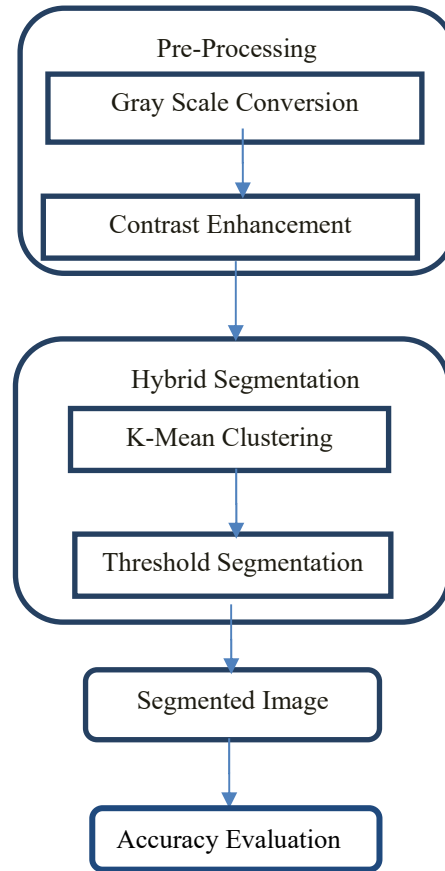 Pre-Processing
Gray Scale Conversion
Contrast Enhancement
Hybrid Segmentation
K-Mean Clustering
Threshold Segmentation
Segmented Image
Accuracy Evaluation